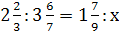 2 2/3 : 3 6/7 = 1 7/9 : x